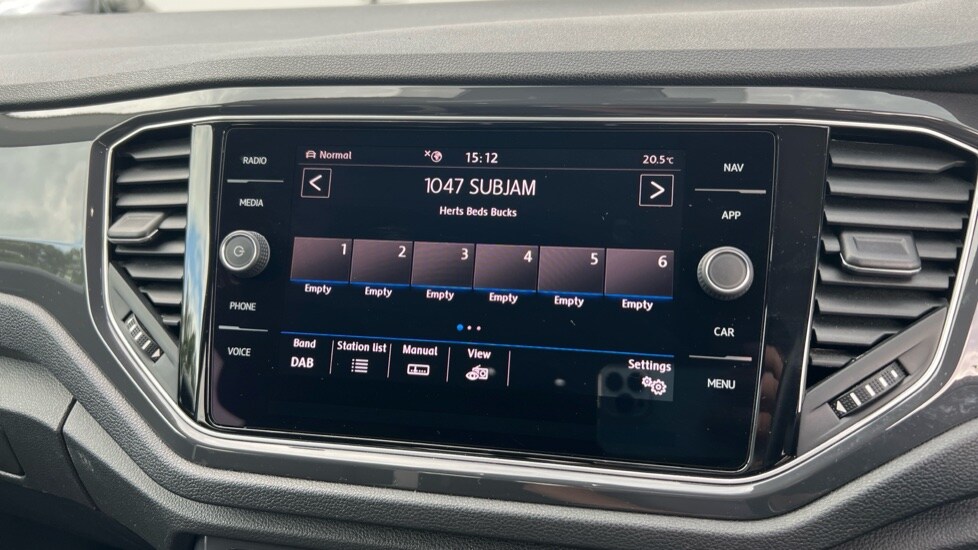 RADIO
MEDIA
PHONE
VOICE
Normal
15:12
20.5°C
< 1047 SUBJAM >
Herts Beds Bucks
1 2 3 4 5 6
Empty Empty Empty Empty Empty Empty
Band Station list Manual View Settings
DAB
NAV
APP
CAR
MENU